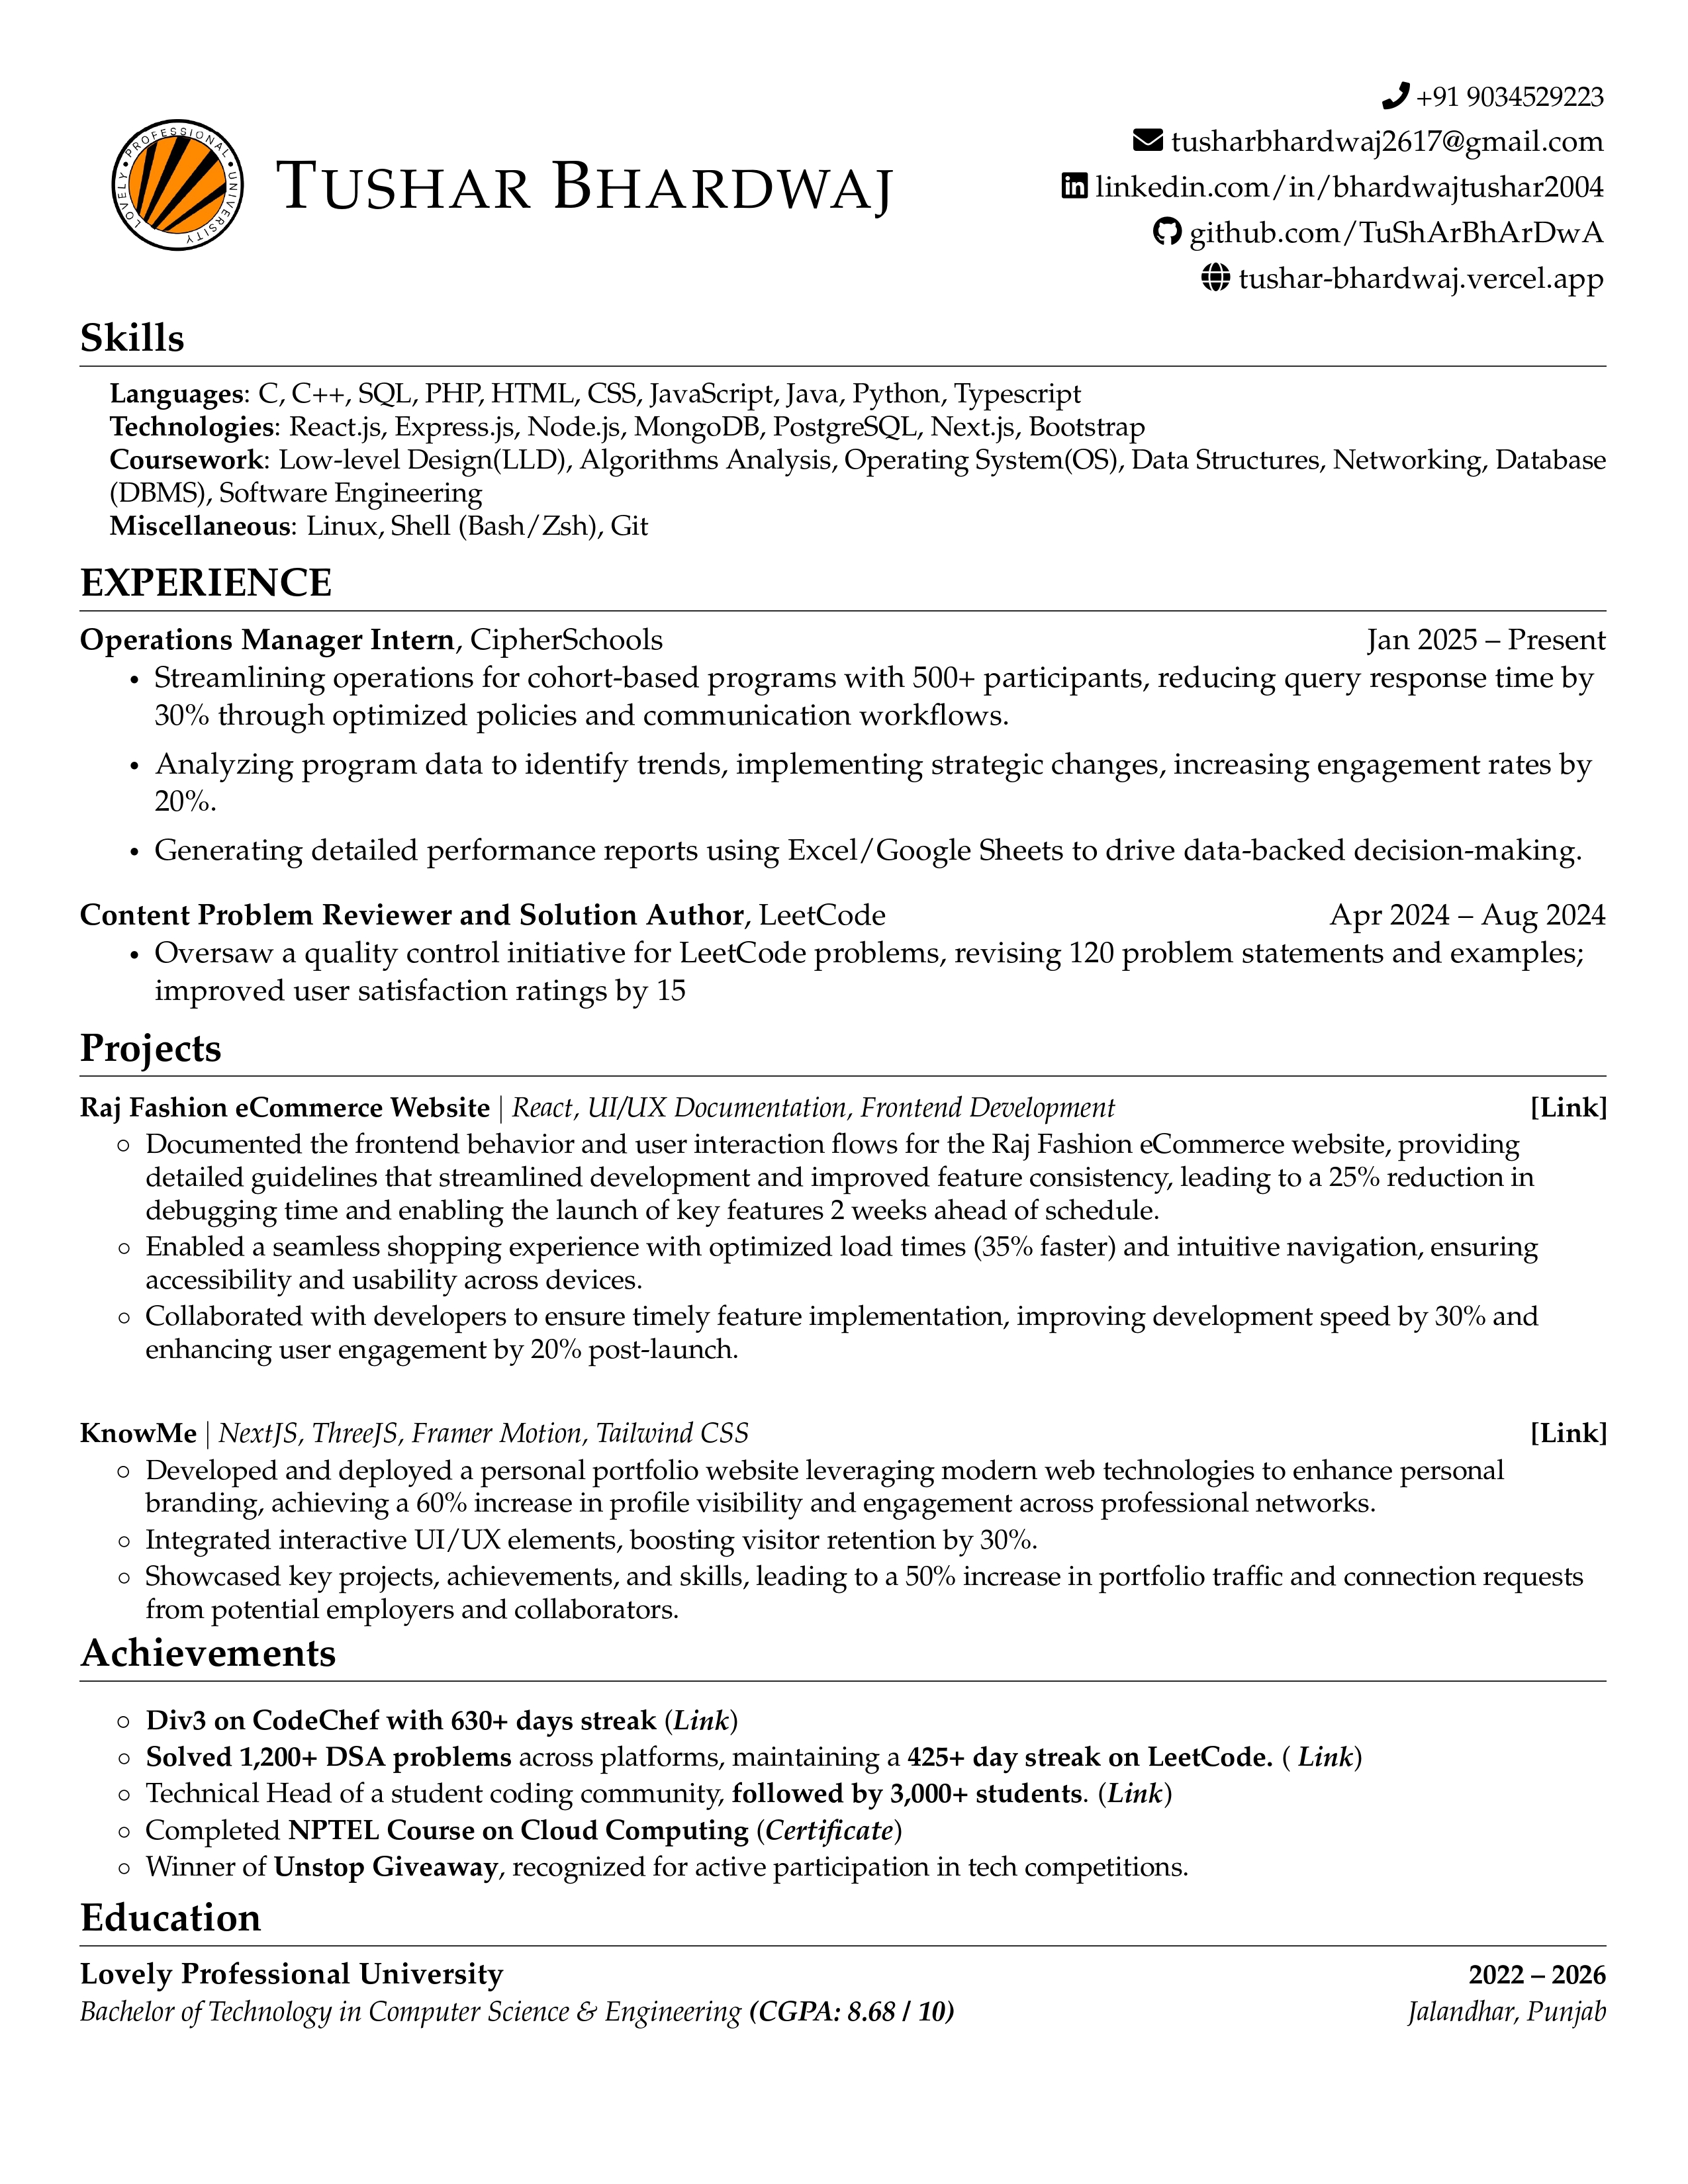 LOVELY PROFESSIONAL UNIVERSITY
TUSHAR BHARDWAJ
+91 9034529223
tusharbhardwaj2617@gmail.com
linkedin.com/in/bhardwajtushar2004
github.com/TuShArBhArDwA
tushar-bhardwaj.vercel.app
Skills
Languages: C, C++, SQL, PHP, HTML, CSS, JavaScript, Java, Python, Typescript
Technologies: React.js, Express.js, Node.js, MongoDB, PostgreSQL, Next.js, Bootstrap
Coursework: Low-level Design(LLD), Algorithms Analysis, Operating System(OS), Data Structures, Networking, Database
(DBMS), Software Engineering
Miscellaneous: Linux, Shell (Bash/Zsh), Git
EXPERIENCE
Operations Manager Intern, CipherSchools Jan 2025 – Present
• Streamlining operations for cohort-based programs with 500+ participants, reducing query response time by
30% through optimized policies and communication workflows.
• Analyzing program data to identify trends, implementing strategic changes, increasing engagement rates by
20%.
• Generating detailed performance reports using Excel/Google Sheets to drive data-backed decision-making.
Content Problem Reviewer and Solution Author, LeetCode Apr 2024 – Aug 2024
• Oversaw a quality control initiative for LeetCode problems, revising 120 problem statements and examples;
improved user satisfaction ratings by 15
Projects
Raj Fashion eCommerce Website | React, UI/UX Documentation, Frontend Development [Link]
○ Documented the frontend behavior and user interaction flows for the Raj Fashion eCommerce website, providing
detailed guidelines that streamlined development and improved feature consistency, leading to a 25% reduction in
debugging time and enabling the launch of key features 2 weeks ahead of schedule.
○ Enabled a seamless shopping experience with optimized load times (35% faster) and intuitive navigation, ensuring
accessibility and usability across devices.
○ Collaborated with developers to ensure timely feature implementation, improving development speed by 30% and
enhancing user engagement by 20% post-launch.
KnowMe | NextJS, ThreeJS, Framer Motion, Tailwind CSS [Link]
○ Developed and deployed a personal portfolio website leveraging modern web technologies to enhance personal
branding, achieving a 60% increase in profile visibility and engagement across professional networks.
○ Integrated interactive UI/UX elements, boosting visitor retention by 30%.
○ Showcased key projects, achievements, and skills, leading to a 50% increase in portfolio traffic and connection requests
from potential employers and collaborators.
Achievements
○ Div3 on CodeChef with 630+ days streak (Link)
○ Solved 1,200+ DSA problems across platforms, maintaining a 425+ day streak on LeetCode. ( Link)
○ Technical Head of a student coding community, followed by 3,000+ students. (Link)
○ Completed NPTEL Course on Cloud Computing (Certificate)
○ Winner of Unstop Giveaway, recognized for active participation in tech competitions.
Education
Lovely Professional University 2022 – 2026
Bachelor of Technology in Computer Science & Engineering (CGPA: 8.68 / 10) Jalandhar, Punjab